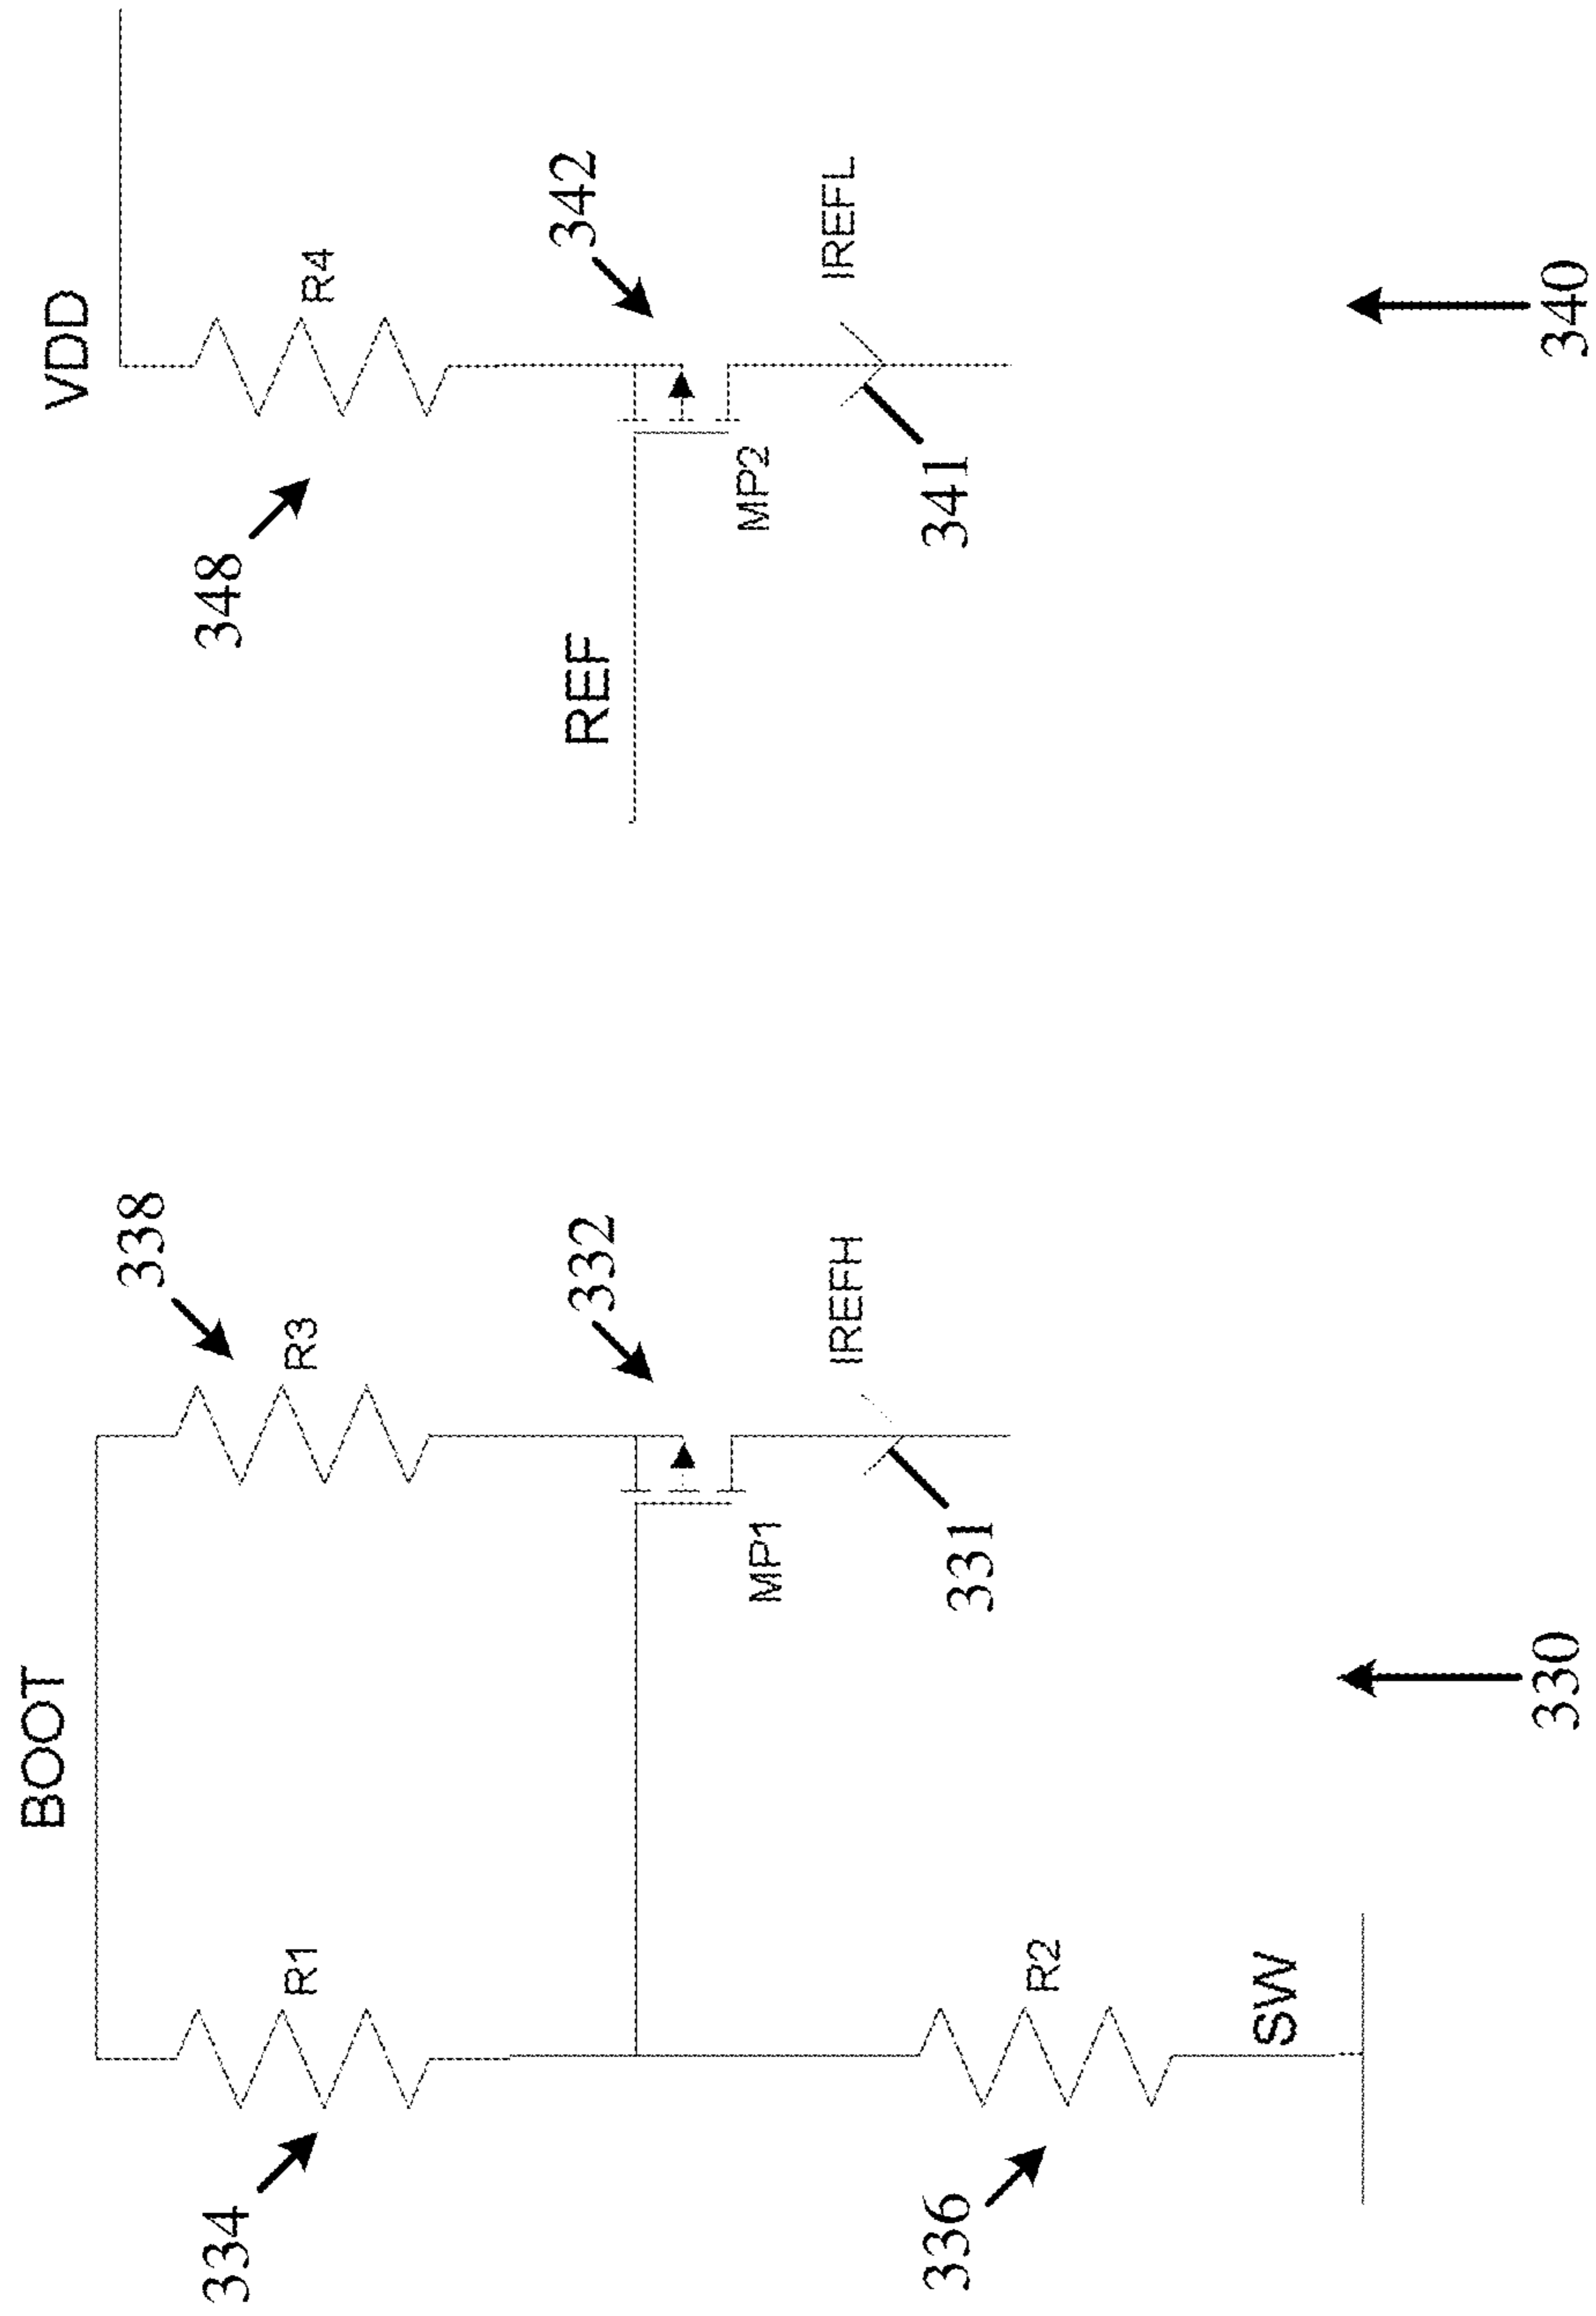 BOOT
334
R1
338
R3
332
MP1
IREFH
331
336
R2
SW
330
VDD
348
R4
342
REF
MP2
IREFL
341
340